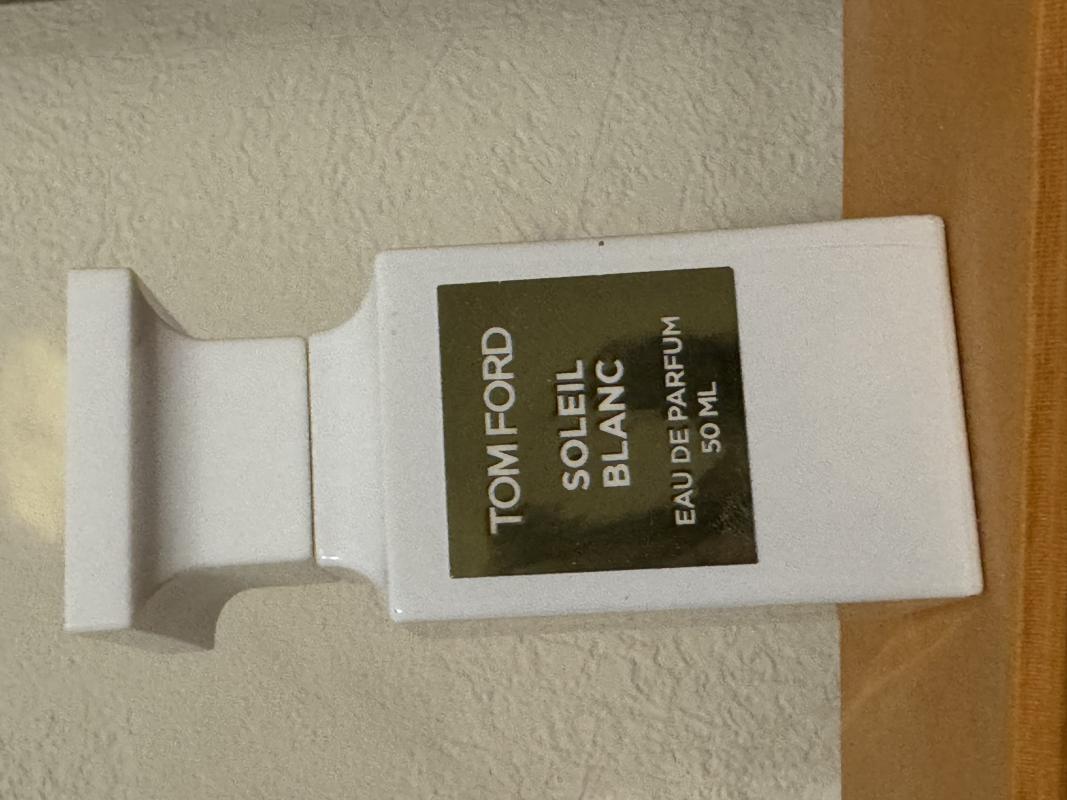 TOM FORD
SOLEIL
BLANC
EAU DE PARFUM
50 ML